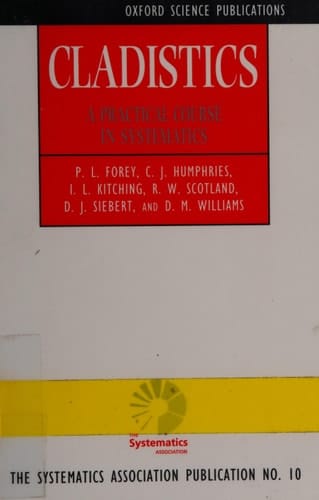 OXFORD SCIENCE PUBLICATIONS
CLADISTICS
A PRACTICAL COURSE
IN SYSTEMATICS
P. L. FOREY, C. J. HUMPHRIES,
I. L. KITCHING, R. W. SCOTLAND,
D. J. SIEBERT, AND D. M. WILLIAMS
THE
Systematics
ASSOCIATION
THE SYSTEMATICS ASSOCIATION PUBLICATION NO. 10